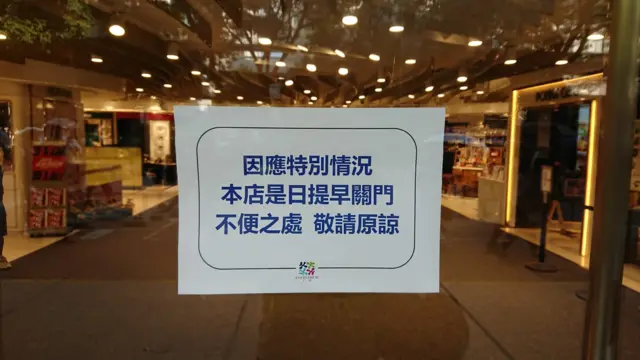 因應特別情況
本店是日提早關門
不便之處 敬請原諒